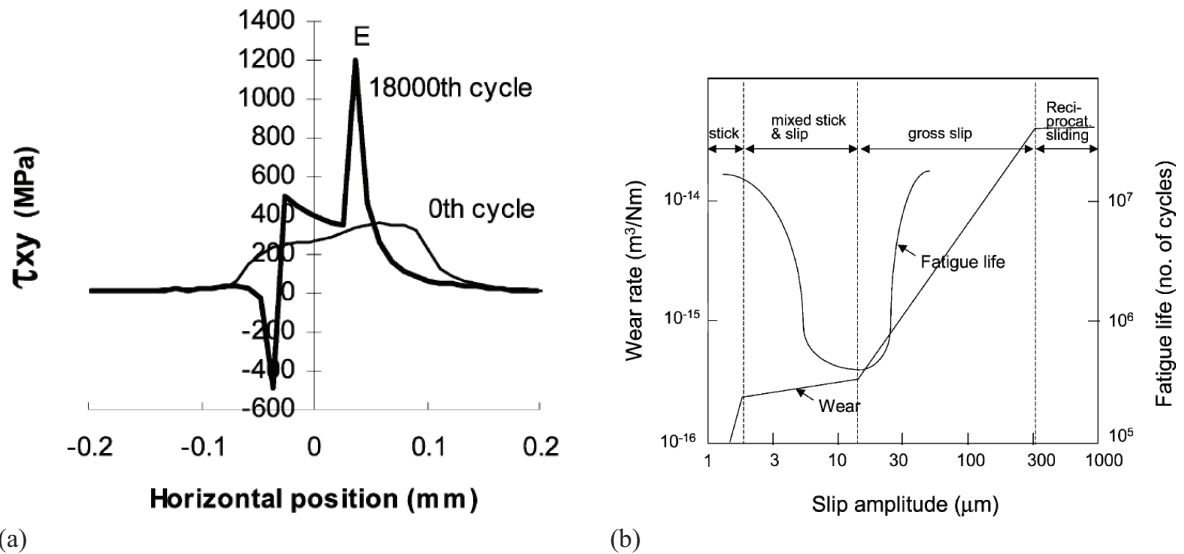 1400
1200
1000
800
600
400
200
0
-200
-400
-600
E
18000th cycle
0th cycle
τxy (MPa)
-0.2 -0.1 0 0.1 0.2
Horizontal position (mm)
(a)
stick
mixed stick
& slip
gross slip
Reci-
procat.
sliding
Wear rate (m³/Nm)
10⁻¹⁴
10⁻¹⁵
10⁻¹⁶
Fatigue life
Wear
10⁷
10⁶
10⁵
Fatigue life (no. of cycles)
1 3 10 30 100 300 1000
Slip amplitude (μm)
(b)